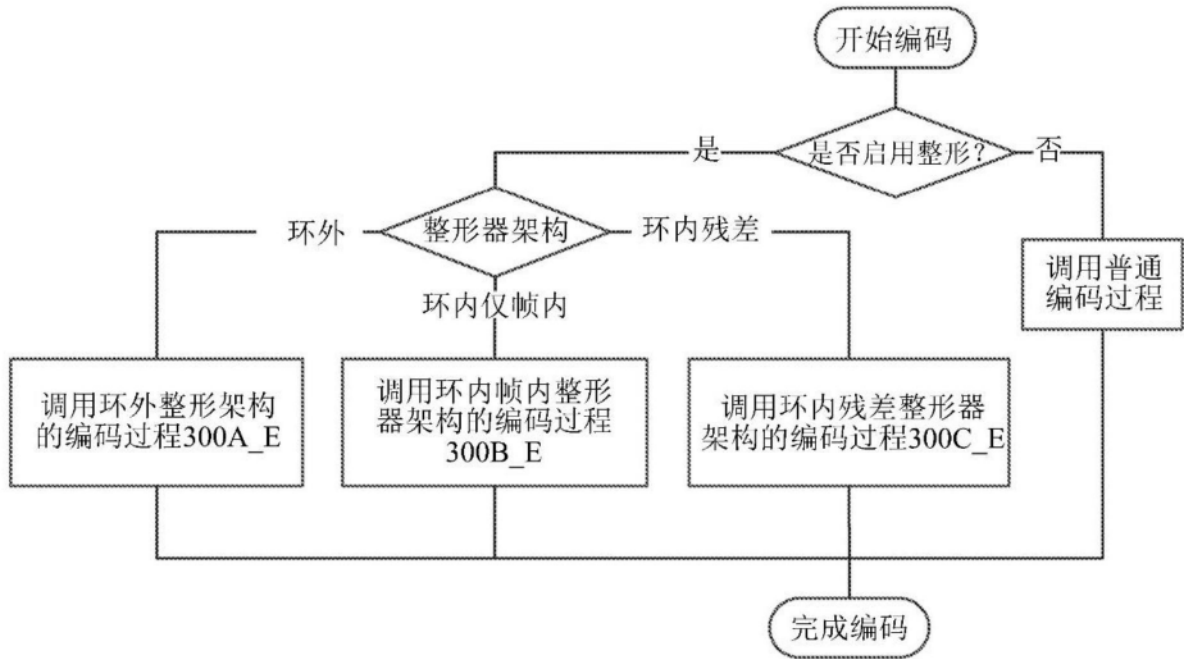 开始编码
是否启用整形？
是
否
整形器架构
环外
环内残差
环内仅帧内
调用普通
编码过程
调用环外整形架构
的编码过程300A_E
调用环内帧内整形
器架构的编码过程
300B_E
调用环内残差整形器
架构的编码过程300C_E
完成编码